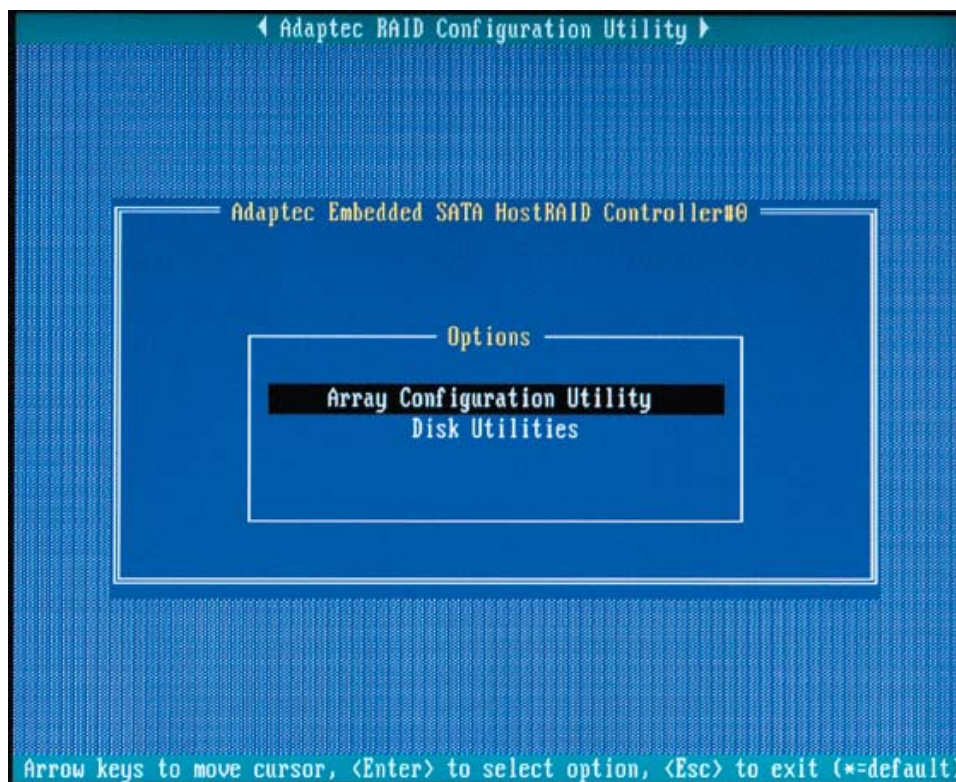 Adaptec RAID Configuration Utility
Adaptec Embedded SATA HostRAID Controller#0
Options
Array Configuration Utility
Disk Utilities
Arrow keys to move cursor, <Enter> to select option, <Esc> to exit (*=default)